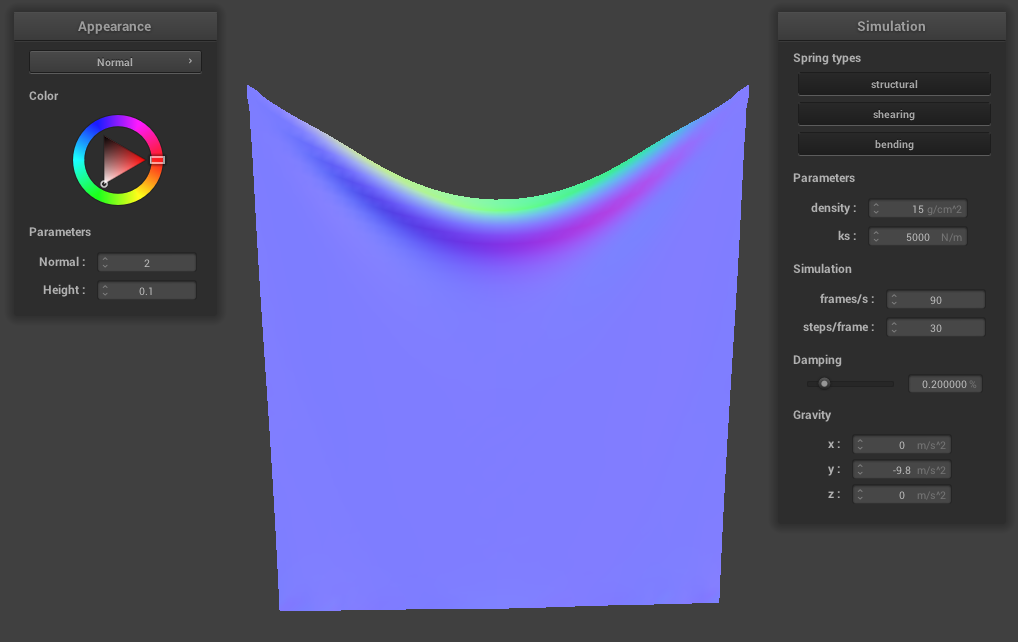 Appearance
Normal ›
Color
Parameters
Normal : 2
Height : 0.1
Simulation
Spring types
structural
shearing
bending
Parameters
density : 15 g/cm^2
ks : 5000 N/m
Simulation
frames/s : 90
steps/frame : 30
Damping
0.200000 %
Gravity
x : 0 m/s^2
y : -9.8 m/s^2
z : 0 m/s^2